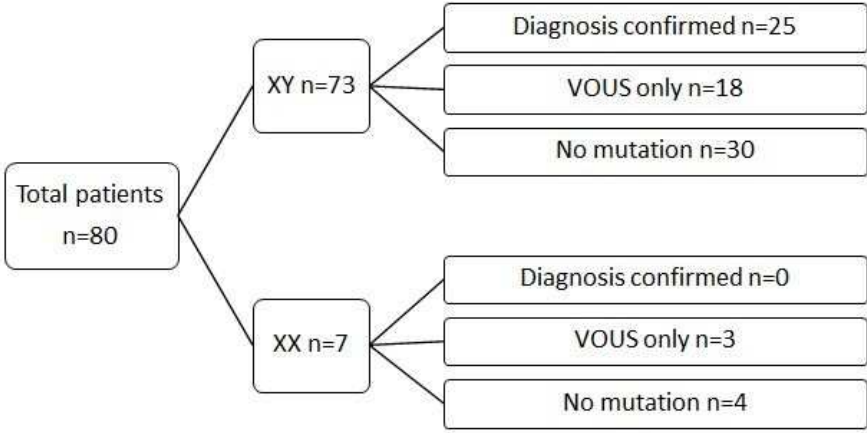 Total patients
n=80
XY n=73
Diagnosis confirmed n=25
VOUS only n=18
No mutation n=30
XX n=7
Diagnosis confirmed n=0
VOUS only n=3
No mutation n=4